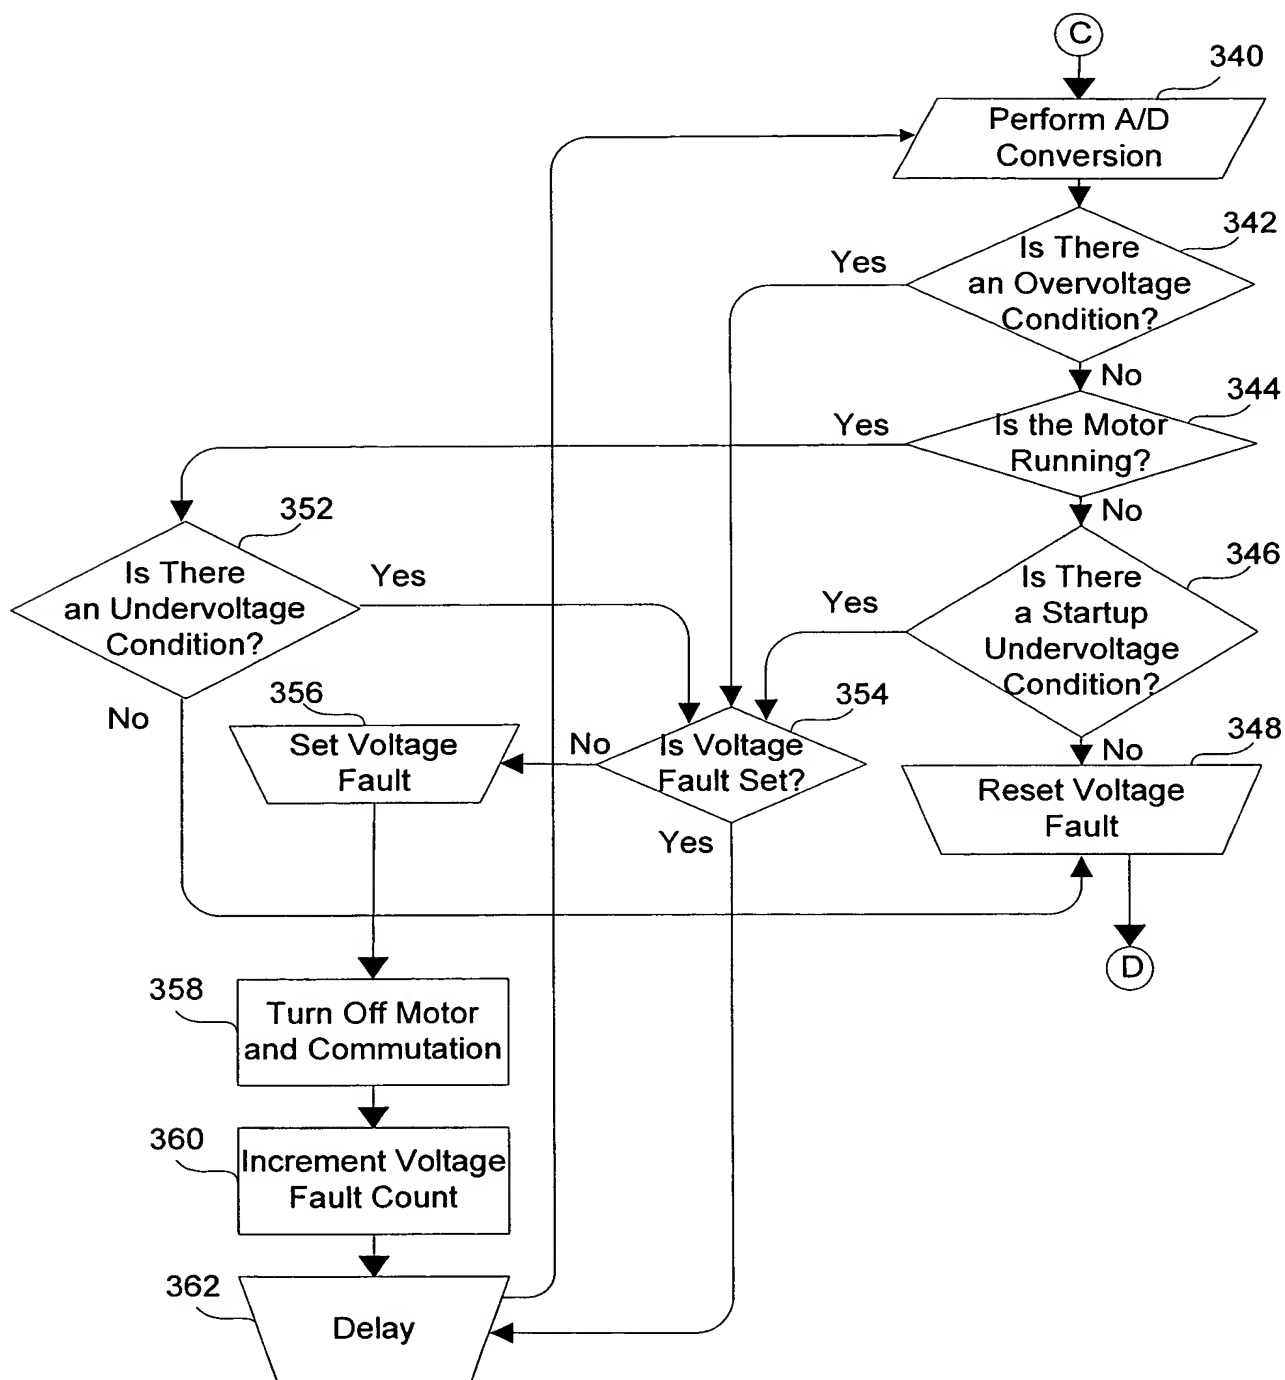 C
340
Perform A/D
Conversion
342
Is There
an Overvoltage
Condition?
Yes
No
344
Is the Motor
Running?
Yes
No
352
Is There
an Undervoltage
Condition?
Yes
No
346
Is There
a Startup
Undervoltage
Condition?
Yes
No
356
Set Voltage
Fault
354
Is Voltage
Fault Set?
No
Yes
348
Reset Voltage
Fault
D
358
Turn Off Motor
and Commutation
360
Increment Voltage
Fault Count
362
Delay